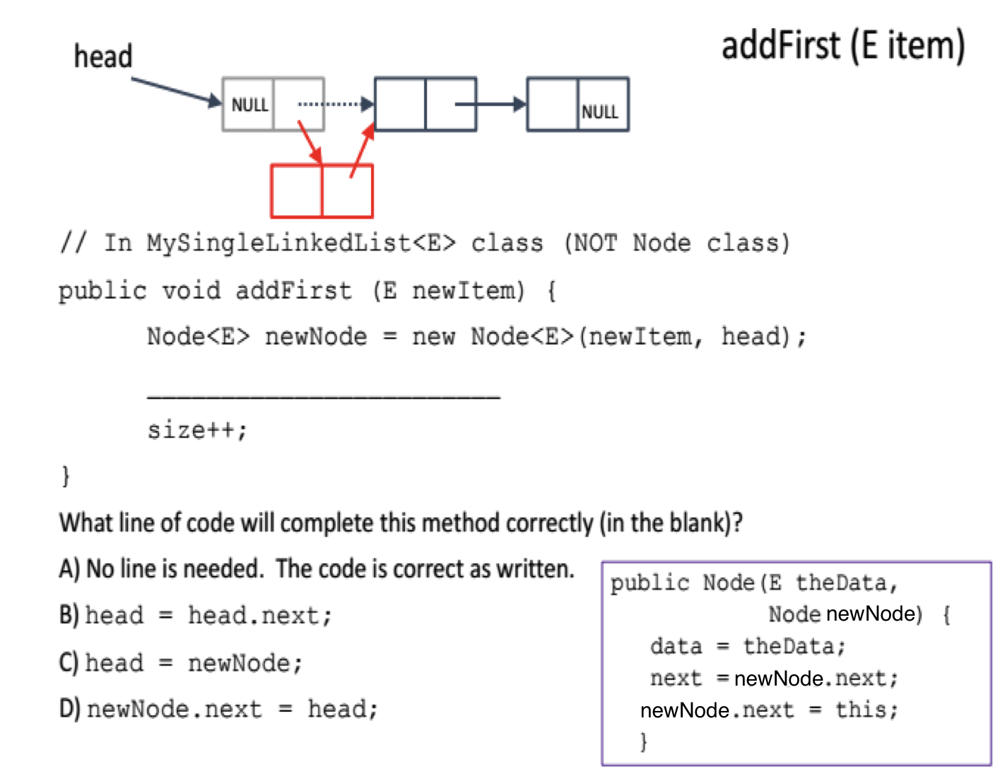 addFirst (E item)
head
NULL
NULL
// In MySingleLinkedList<E> class (NOT Node class)
public void addFirst (E newItem) {
Node<E> newNode = new Node<E>(newItem, head);
________________________
size++;
}
What line of code will complete this method correctly (in the blank)?
A) No line is needed. The code is correct as written.
B) head = head.next;
C) head = newNode;
D) newNode.next = head;
public Node(E theData,
Node newNode) {
data = theData;
next = newNode.next;
newNode.next = this;
}